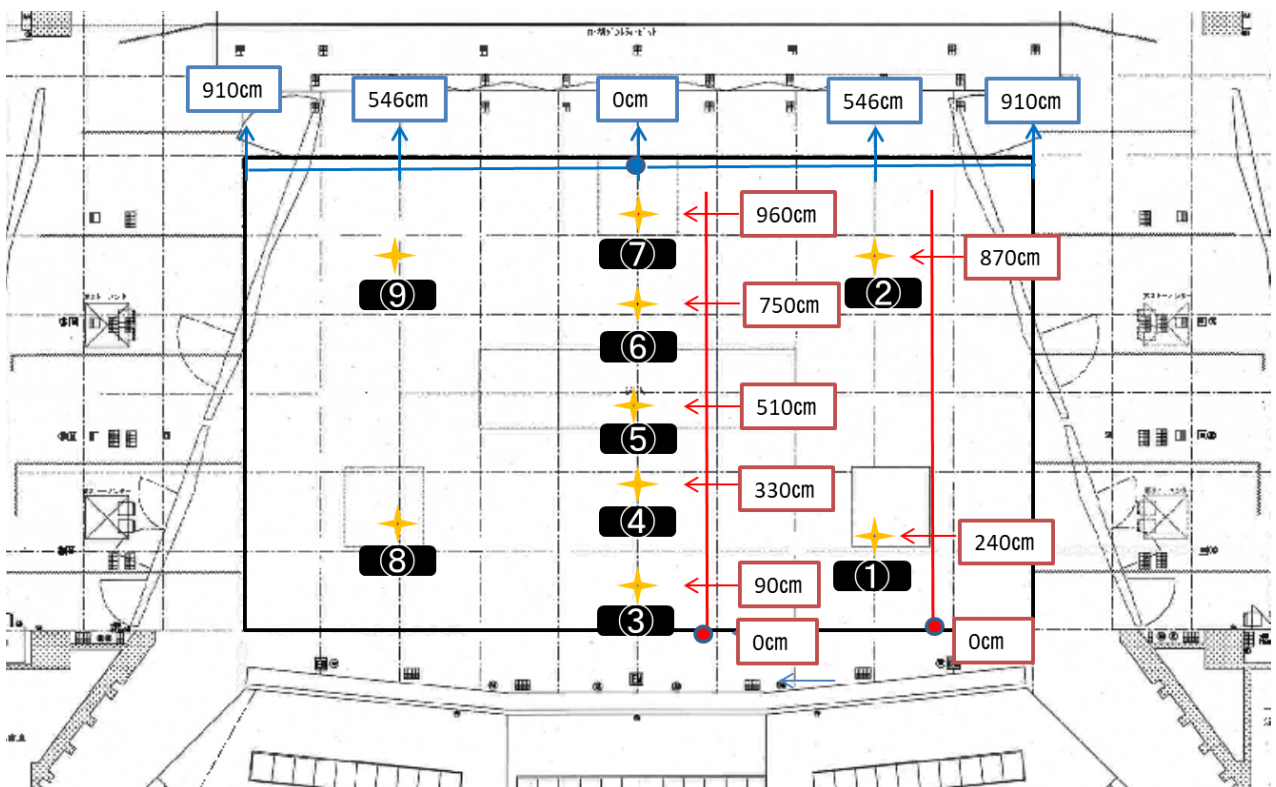 910cm
546cm
0cm
546cm
910cm
960cm
⑦
870cm
⑨
②
750cm
⑥
510cm
⑤
330cm
④
240cm
⑧
①
90cm
③
0cm
0cm